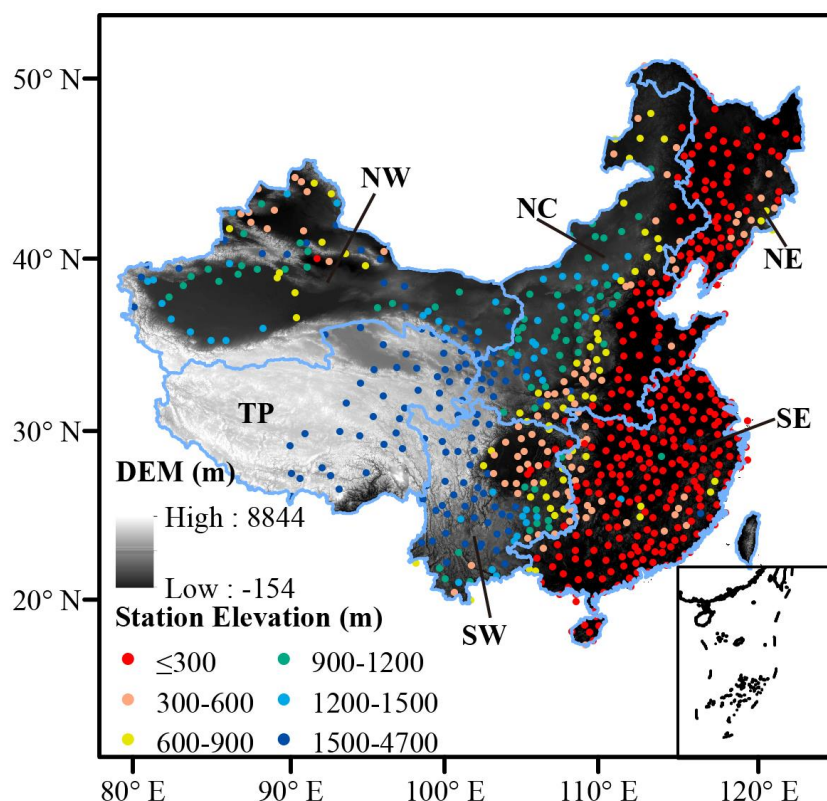 50° N
NW
NC
40° N
NE
TP
SE
30° N
DEM (m)
High : 8844
Low : -154
20° N
Station Elevation (m)
SW
≤300
900-1200
300-600
1200-1500
600-900
1500-4700
80° E
90° E
100° E
110° E
120° E